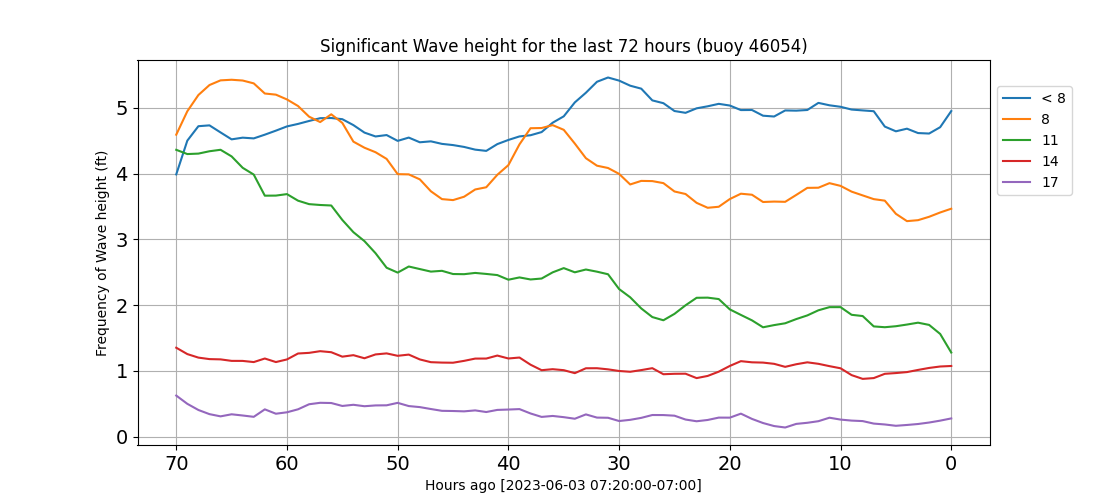 Significant Wave height for the last 72 hours (buoy 46054)
Frequency of Wave height (ft)
5
4
3
2
1
0
70 60 50 40 30 20 10 0
Hours ago [2023-06-03 07:20:00-07:00]
< 8
8
11
14
17